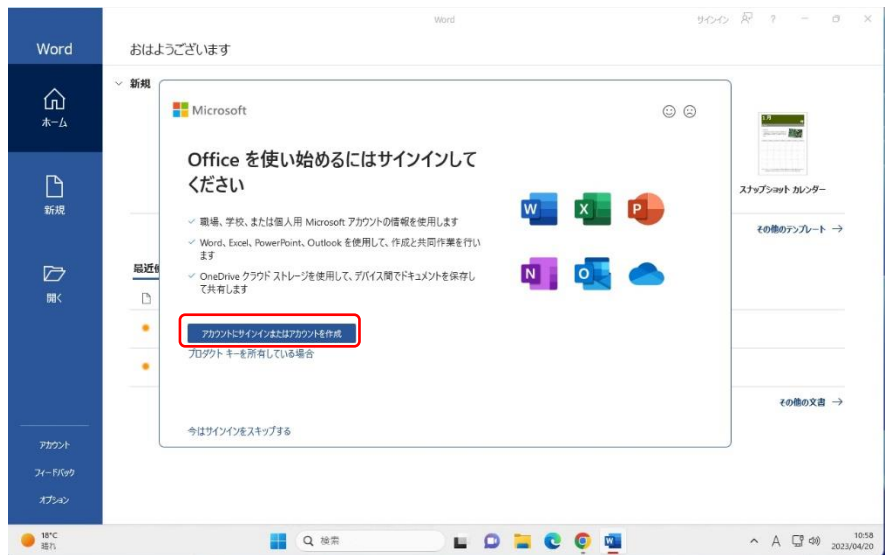 Word
サインイン
?
Word
おはようございます
新規
ホーム
Microsoft
Office を使い始めるにはサインインして
ください
職場、学校、または個人用 Microsoft アカウントの情報を使用します
Word、Excel、PowerPoint、Outlook を使用して、作成と共同作業を行い
ます
OneDrive クラウド ストレージを使用して、デバイス間でドキュメントを保存し
て共有します
W
X
P
N
O
スナップショット カレンダー
新規
その他のテンプレート →
最近使
開く
アカウントにサインインまたはアカウントを作成
プロダクト キーを所有している場合
その他の文書 →
今はサインインをスキップする
アカウント
フィードバック
オプション
18°C
晴れ
検索
A
10:58
2023/04/20